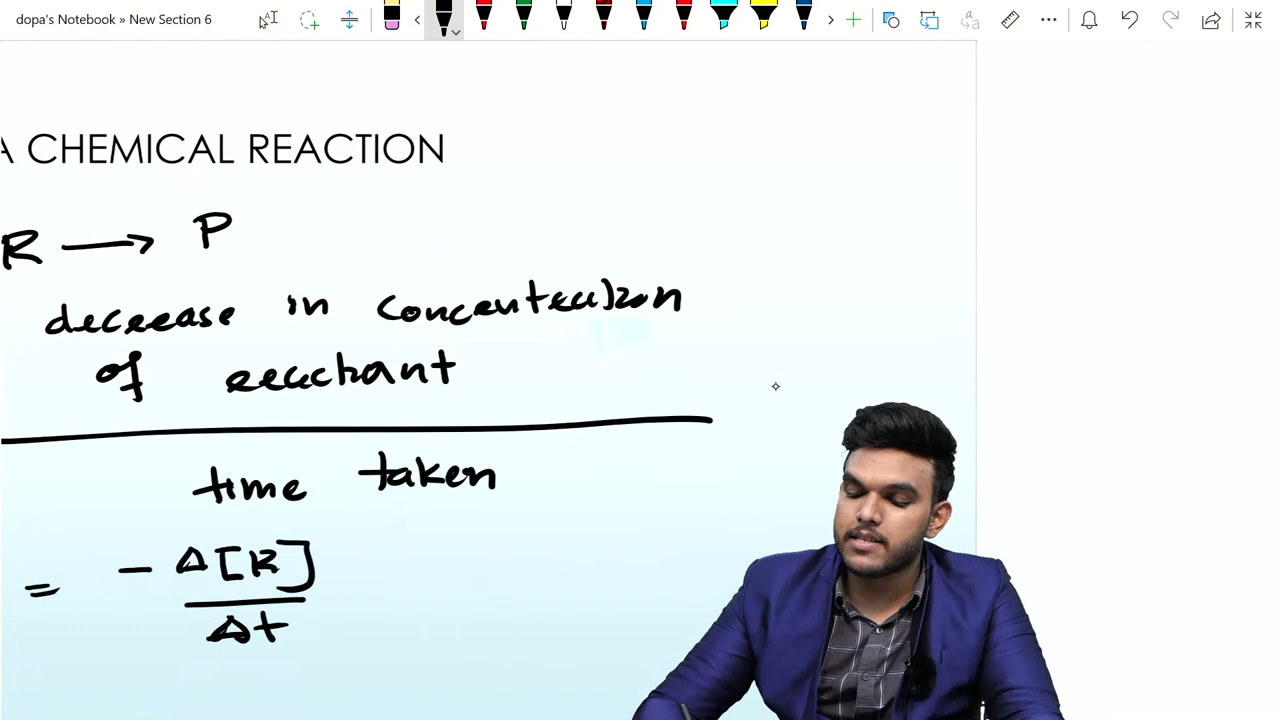 dopa's Notebook » New Section 6
A CHEMICAL REACTION
R → P
decrease in concentration
of reactant
time taken
= - Δ[R]
Δt